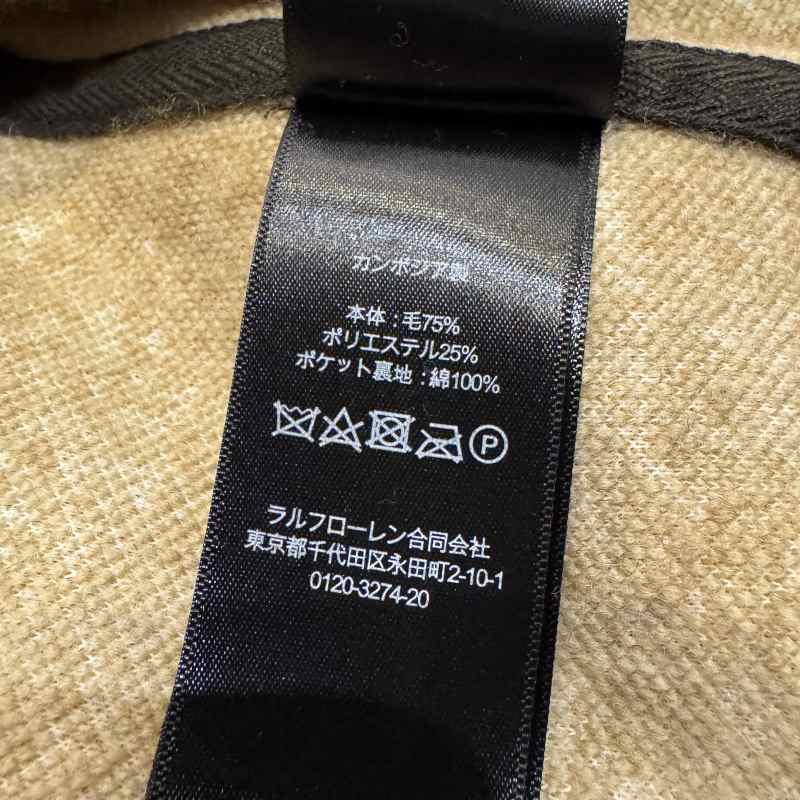 カンボジア製
本体 : 毛75%
ポリエステル25%
ポケット裏地 : 綿100%
P
ラルフローレン合同会社
東京都千代田区永田町2-10-1
0120-3274-20